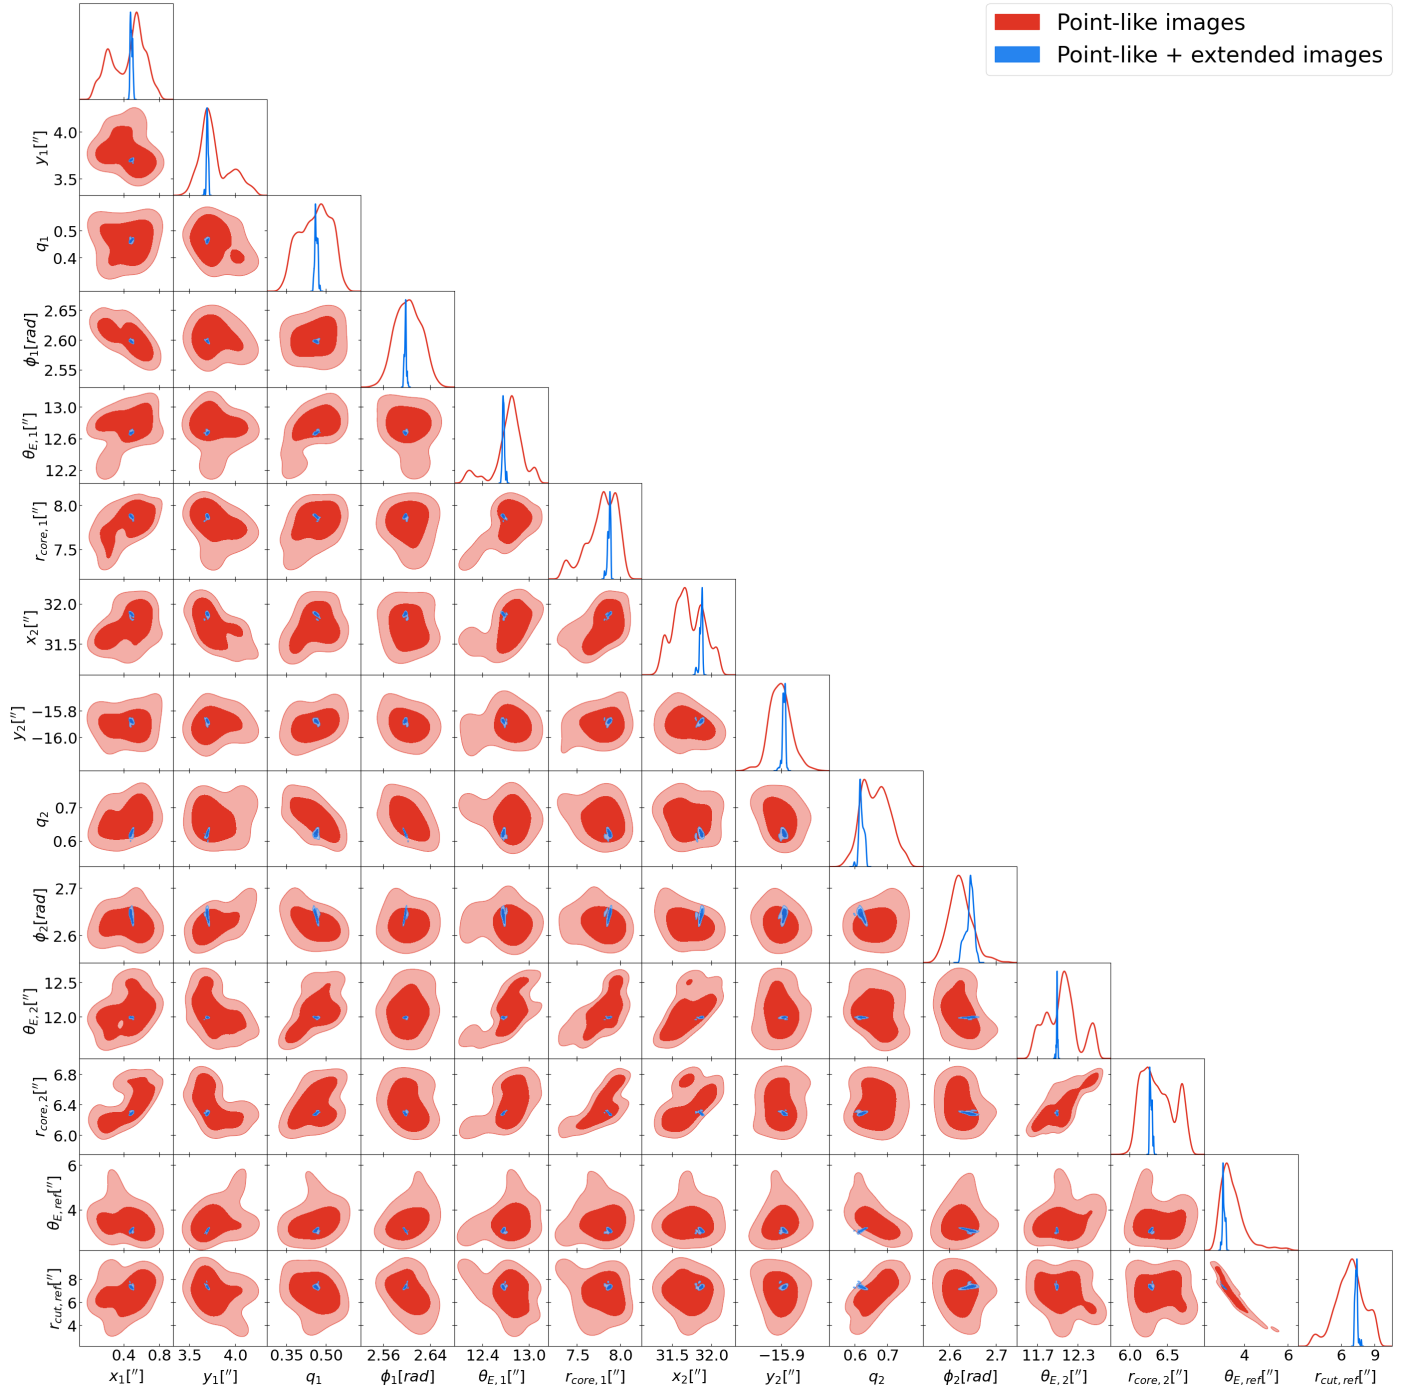 Point-like images
Point-like + extended images
y₁["]
4.0
3.5
q₁
0.5
0.4
ϕ₁[rad]
2.65
2.60
2.55
θ_E,1["]
13.0
12.6
12.2
r_core,1["]
8.0
7.5
x₂["]
32.0
31.5
y₂["]
−15.8
−16.0
q₂
0.7
0.6
ϕ₂[rad]
2.7
2.6
θ_E,2["]
12.5
12.0
r_core,2["]
6.8
6.4
6.0
θ_E,ref["]
6
4
r_cut,ref["]
8
6
4
0.4 0.8 3.5 4.0 0.35 0.50 2.56 2.64 12.4 13.0 7.5 8.0 31.5 32.0 −15.9 0.6 0.7 2.6 2.7 11.7 12.3 6.0 6.5 4 6 6 9
x₁["] y₁["] q₁ ϕ₁[rad] θ_E,1["] r_core,1["] x₂["] y₂["] q₂ ϕ₂[rad] θ_E,2["] r_core,2["] θ_E,ref["] r_cut,ref["]